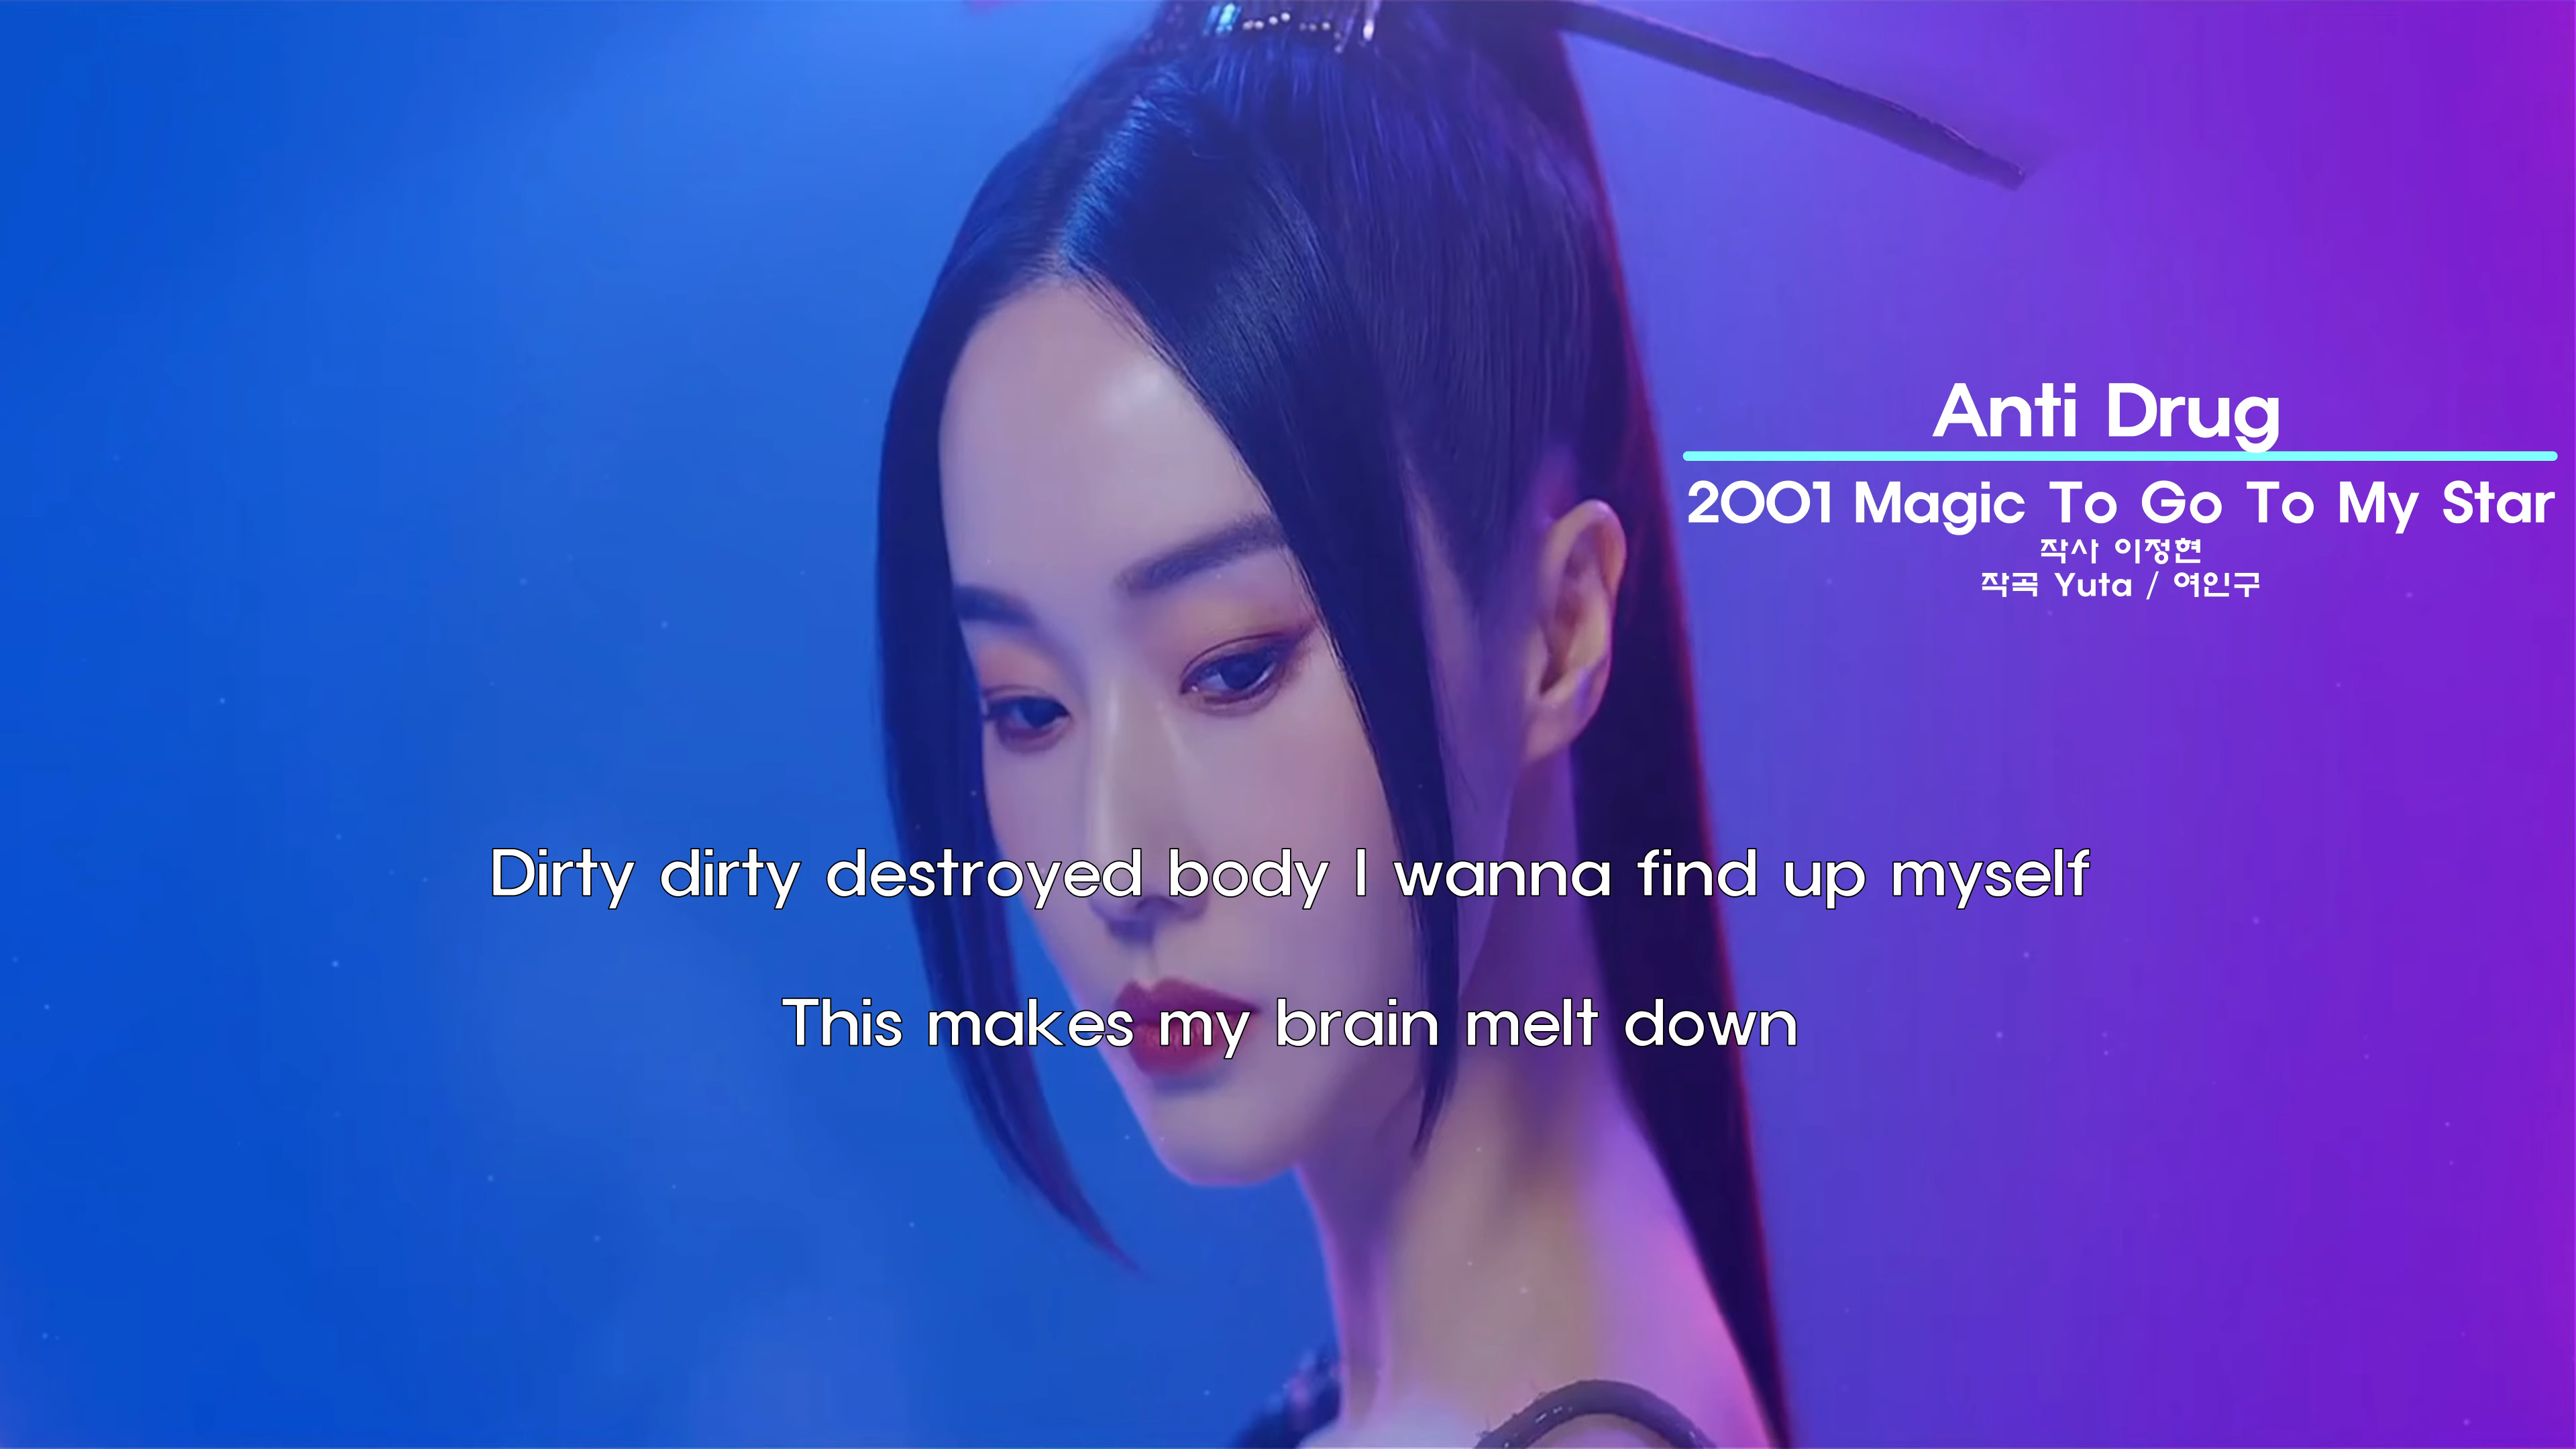 Anti Drug
2001 Magic To Go To My Star
작사 이정현
작곡 Yuta / 여인구
Dirty dirty destroyed body I wanna find up myself
This makes my brain melt down